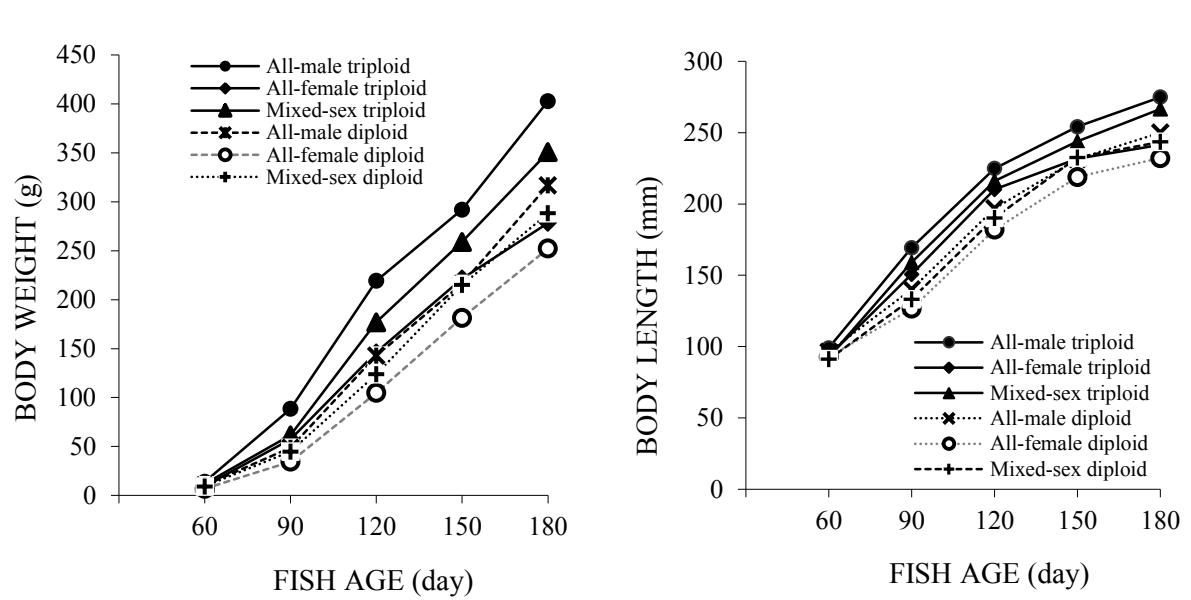 BODY WEIGHT (g)
450
400
350
300
250
200
150
100
50
0
All-male triploid
All-female triploid
Mixed-sex triploid
All-male diploid
All-female diploid
Mixed-sex diploid
60 90 120 150 180
FISH AGE (day)
BODY LENGTH (mm)
300
250
200
150
100
50
0
All-male triploid
All-female triploid
Mixed-sex triploid
All-male diploid
All-female diploid
Mixed-sex diploid
60 90 120 150 180
FISH AGE (day)